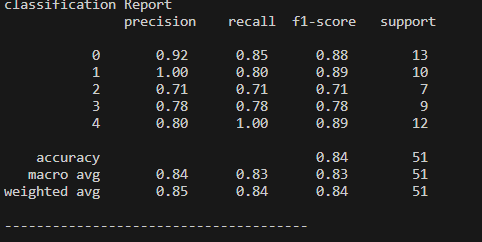 classification Report
precision recall f1-score support
0 0.92 0.85 0.88 13
1 1.00 0.80 0.89 10
2 0.71 0.71 0.71 7
3 0.78 0.78 0.78 9
4 0.80 1.00 0.89 12
accuracy 0.84 51
macro avg 0.84 0.83 0.83 51
weighted avg 0.85 0.84 0.84 51
--------------------------------------